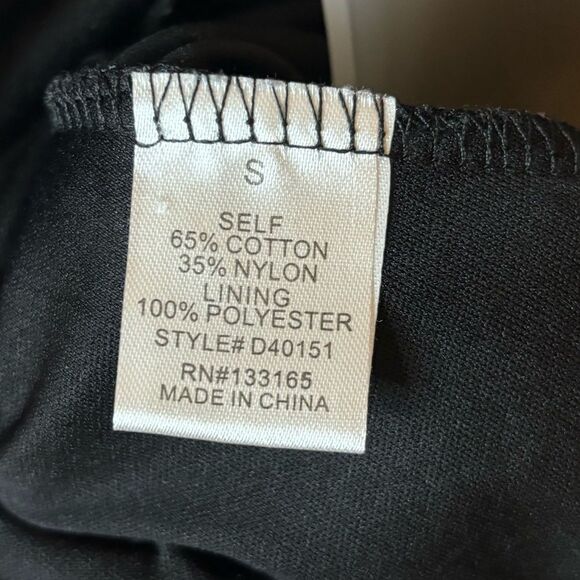 S
SELF
65% COTTON
35% NYLON
LINING
100% POLYESTER
STYLE# D40151
RN#133165
MADE IN CHINA